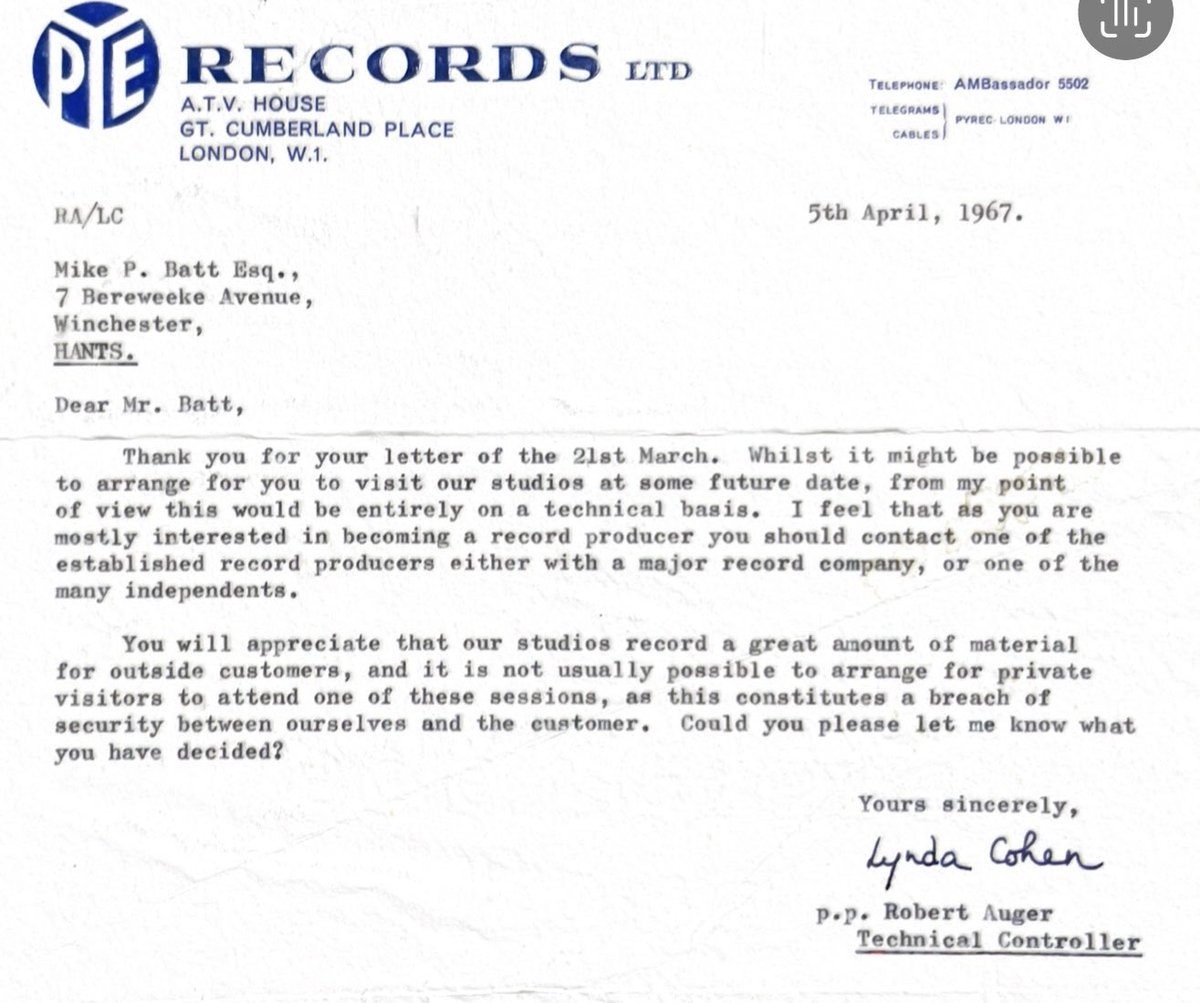 PYE RECORDS LTD
A.T.V. HOUSE
GT. CUMBERLAND PLACE
LONDON, W.1.
TELEPHONE: AMBassador 5502
TELEGRAMS
CABLES
PYREC LONDON W1
RA/LC
5th April, 1967.
Mike P. Batt Esq.,
7 Bereweeke Avenue,
Winchester,
HANTS.
Dear Mr. Batt,
Thank you for your letter of the 21st March. Whilst it might be possible
to arrange for you to visit our studios at some future date, from my point
of view this would be entirely on a technical basis. I feel that as you are
mostly interested in becoming a record producer you should contact one of the
established record producers either with a major record company, or one of the
many independents.
You will appreciate that our studios record a great amount of material
for outside customers, and it is not usually possible to arrange for private
visitors to attend one of these sessions, as this constitutes a breach of
security between ourselves and the customer. Could you please let me know what
you have decided?
Yours sincerely,
Lynda Cohen
p.p. Robert Auger
Technical Controller